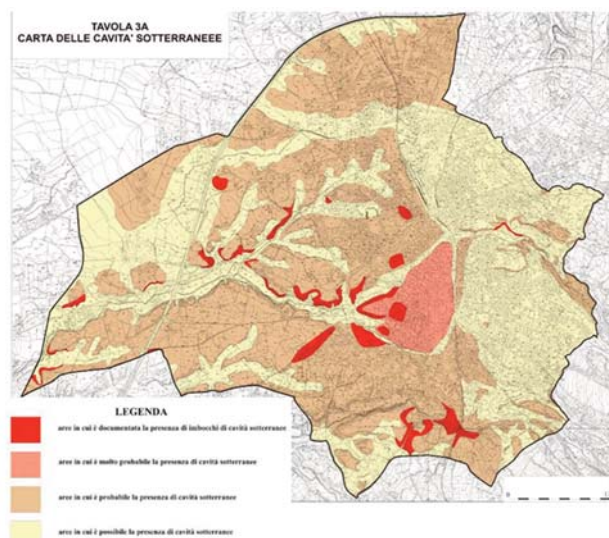 TAVOLA 3A
CARTA DELLE CAVITA' SOTTERRANEEE
LEGENDA
aree in cui è documentata la presenza di imbocchi di cavità sotterranee
aree in cui è molto probabile la presenza di cavità sotterranee
aree in cui è probabile la presenza di cavità sotterranee
aree in cui è possibile la presenza di cavità sotterranee
0